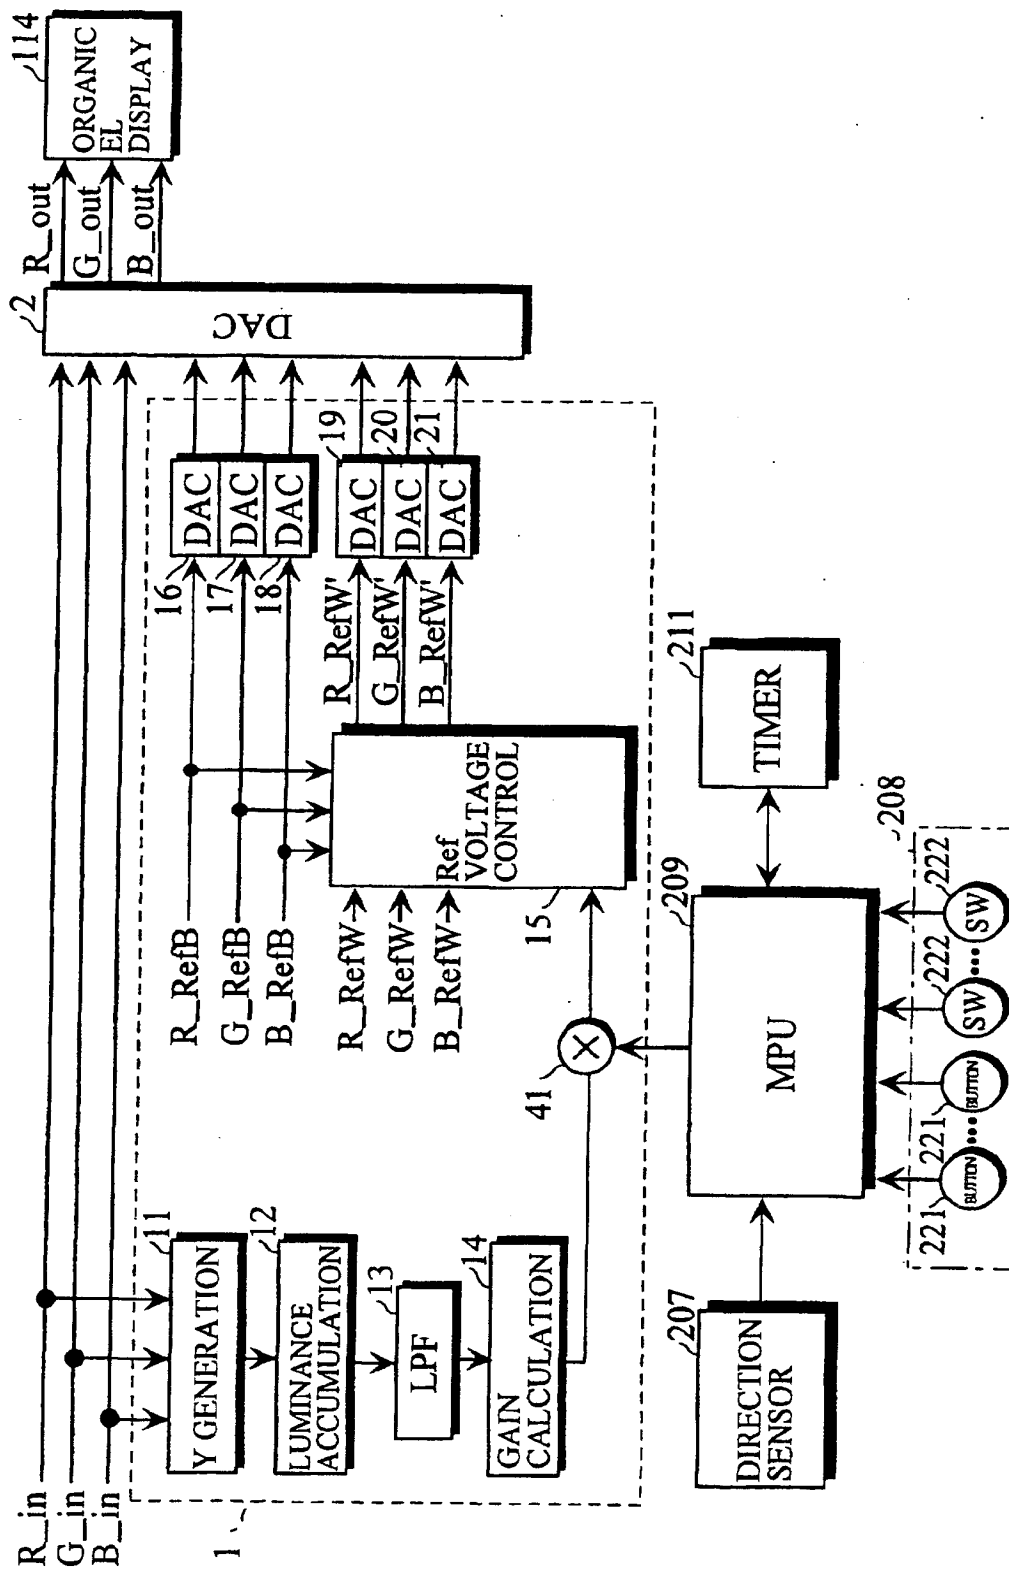 R_in
G_in
B_in
1
11
Y GENERATION
12
LUMINANCE
ACCUMULATION
13
LPF
14
GAIN
CALCULATION
41
×
R_RefB
G_RefB
B_RefB
R_RefW
G_RefW
B_RefW
15
Ref
VOLTAGE
CONTROL
R_RefW'
G_RefW'
B_RefW'
16
DAC
17
DAC
18
DAC
19
DAC
20
DAC
21
DAC
2
DAC
R_out
G_out
B_out
114
ORGANIC
EL
DISPLAY
207
DIRECTION
SENSOR
209
MPU
211
TIMER
208
221
BUTTON
221
BUTTON
222
SW
222
SW